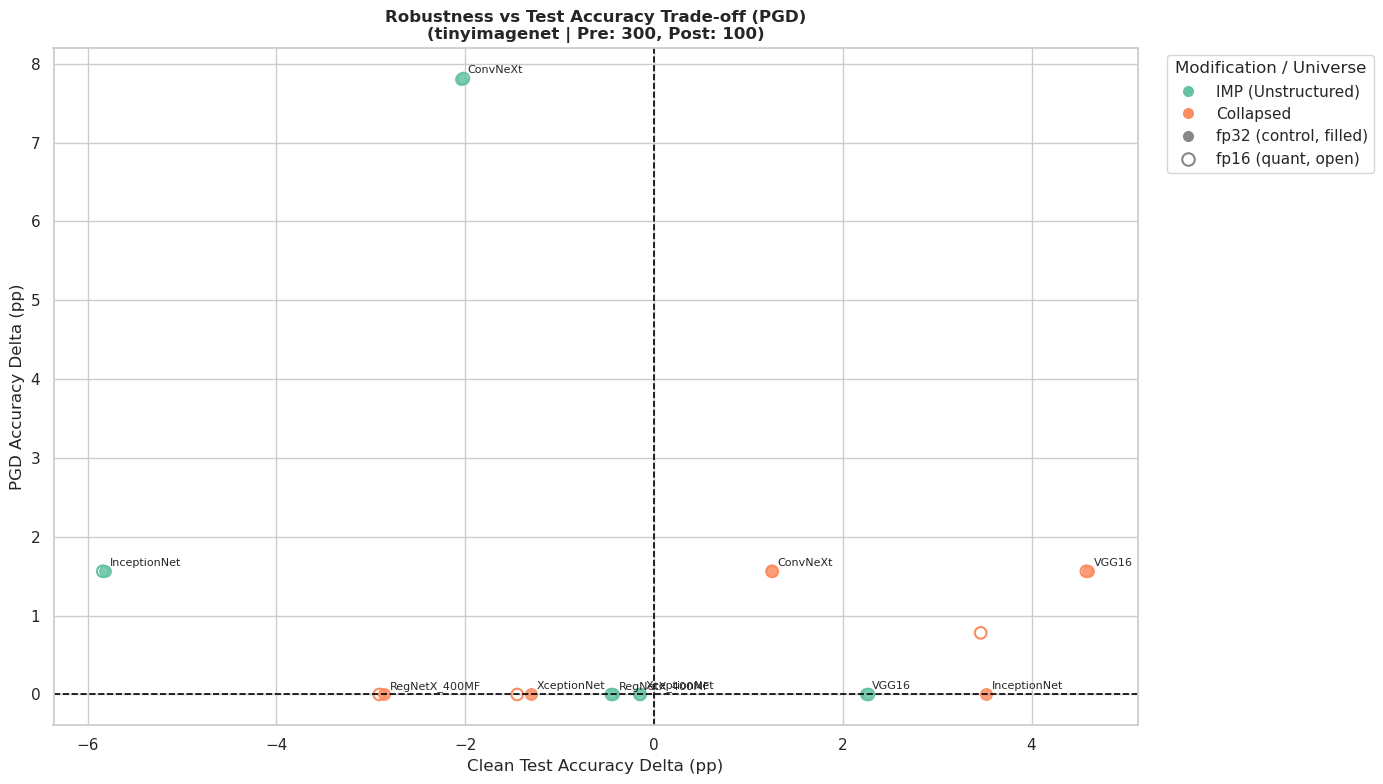 Robustness vs Test Accuracy Trade-off (PGD)
(tinyimagenet | Pre: 300, Post: 100)
Modification / Universe
IMP (Unstructured)
Collapsed
fp32 (control, filled)
fp16 (quant, open)
PGD Accuracy Delta (pp)
8
7
6
5
4
3
2
1
0
ConvNeXt
InceptionNet
ConvNeXt
VGG16
RegNetX_400MF
XceptionNet
RegNetX_400MF
XceptionNet
VGG16
InceptionNet
−6
−4
−2
0
2
4
Clean Test Accuracy Delta (pp)